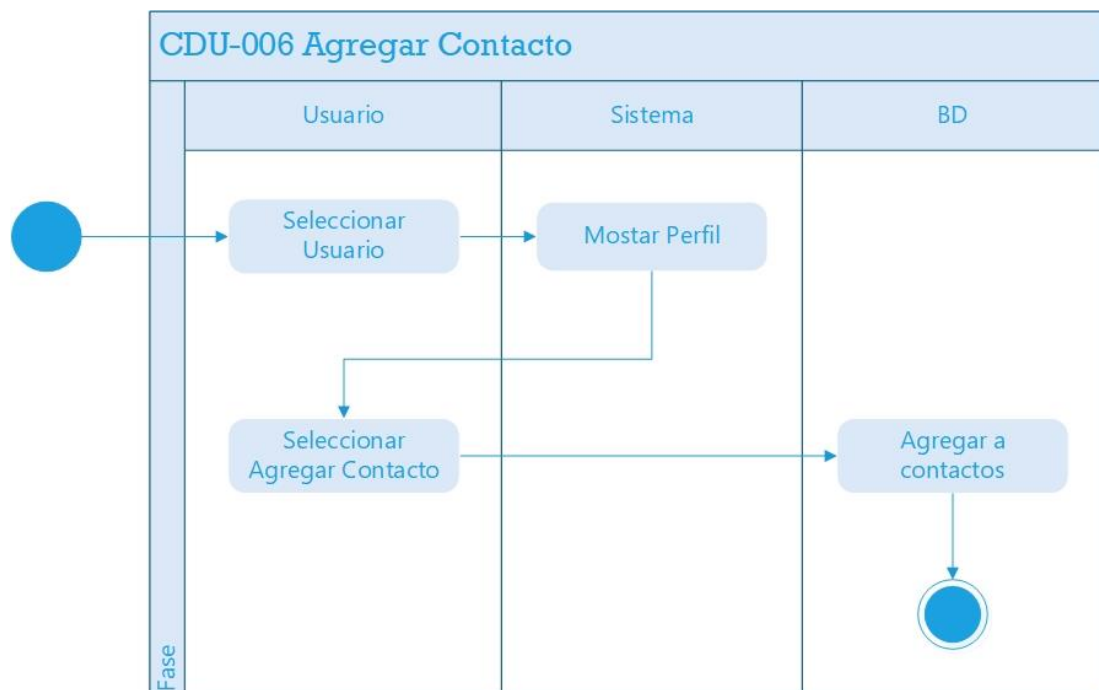 CDU-006 Agregar Contacto
Usuario
Sistema
BD
Seleccionar
Usuario
Mostar Perfil
Seleccionar
Agregar Contacto
Agregar a
contactos
Fase